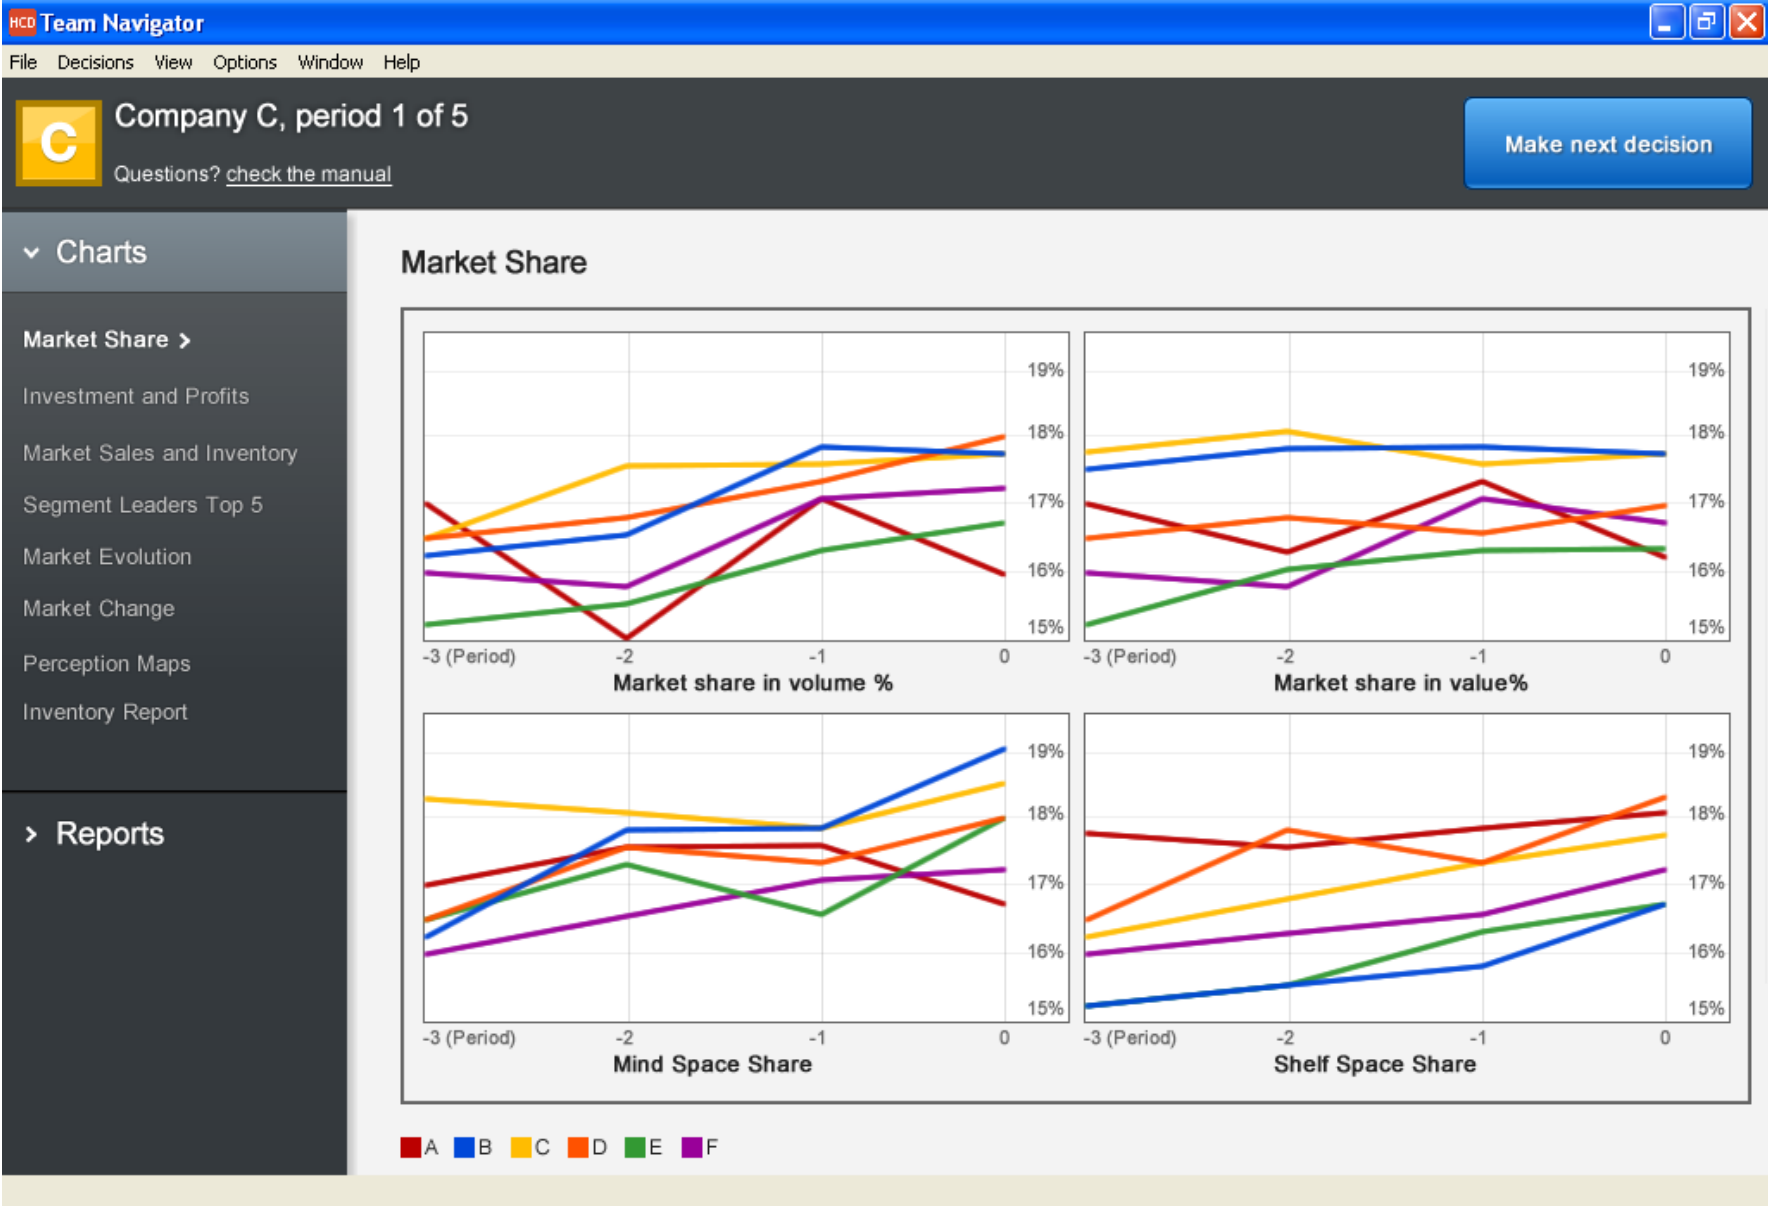 HCD Team Navigator
File Decisions View Options Window Help
C
Company C, period 1 of 5
Questions? check the manual
Make next decision
Charts
Market Share
Investment and Profits
Market Sales and Inventory
Segment Leaders Top 5
Market Evolution
Market Change
Perception Maps
Inventory Report
Reports
Market Share
19%
18%
17%
16%
15%
-3 (Period) -2 -1 0
Market share in volume %
19%
18%
17%
16%
15%
-3 (Period) -2 -1 0
Market share in value%
19%
18%
17%
16%
15%
-3 (Period) -2 -1 0
Mind Space Share
19%
18%
17%
16%
15%
-3 (Period) -2 -1 0
Shelf Space Share
A B C D E F